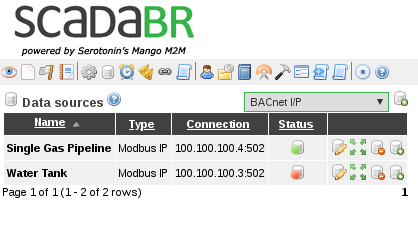 SCADABR
powered by Serotonin's Mango M2M
Data sources
BACnet I/P
Name Type Connection Status
Single Gas Pipeline Modbus IP 100.100.100.4:502
Water Tank Modbus IP 100.100.100.3:502
Page 1 of 1 (1 - 2 of 2 rows) 1